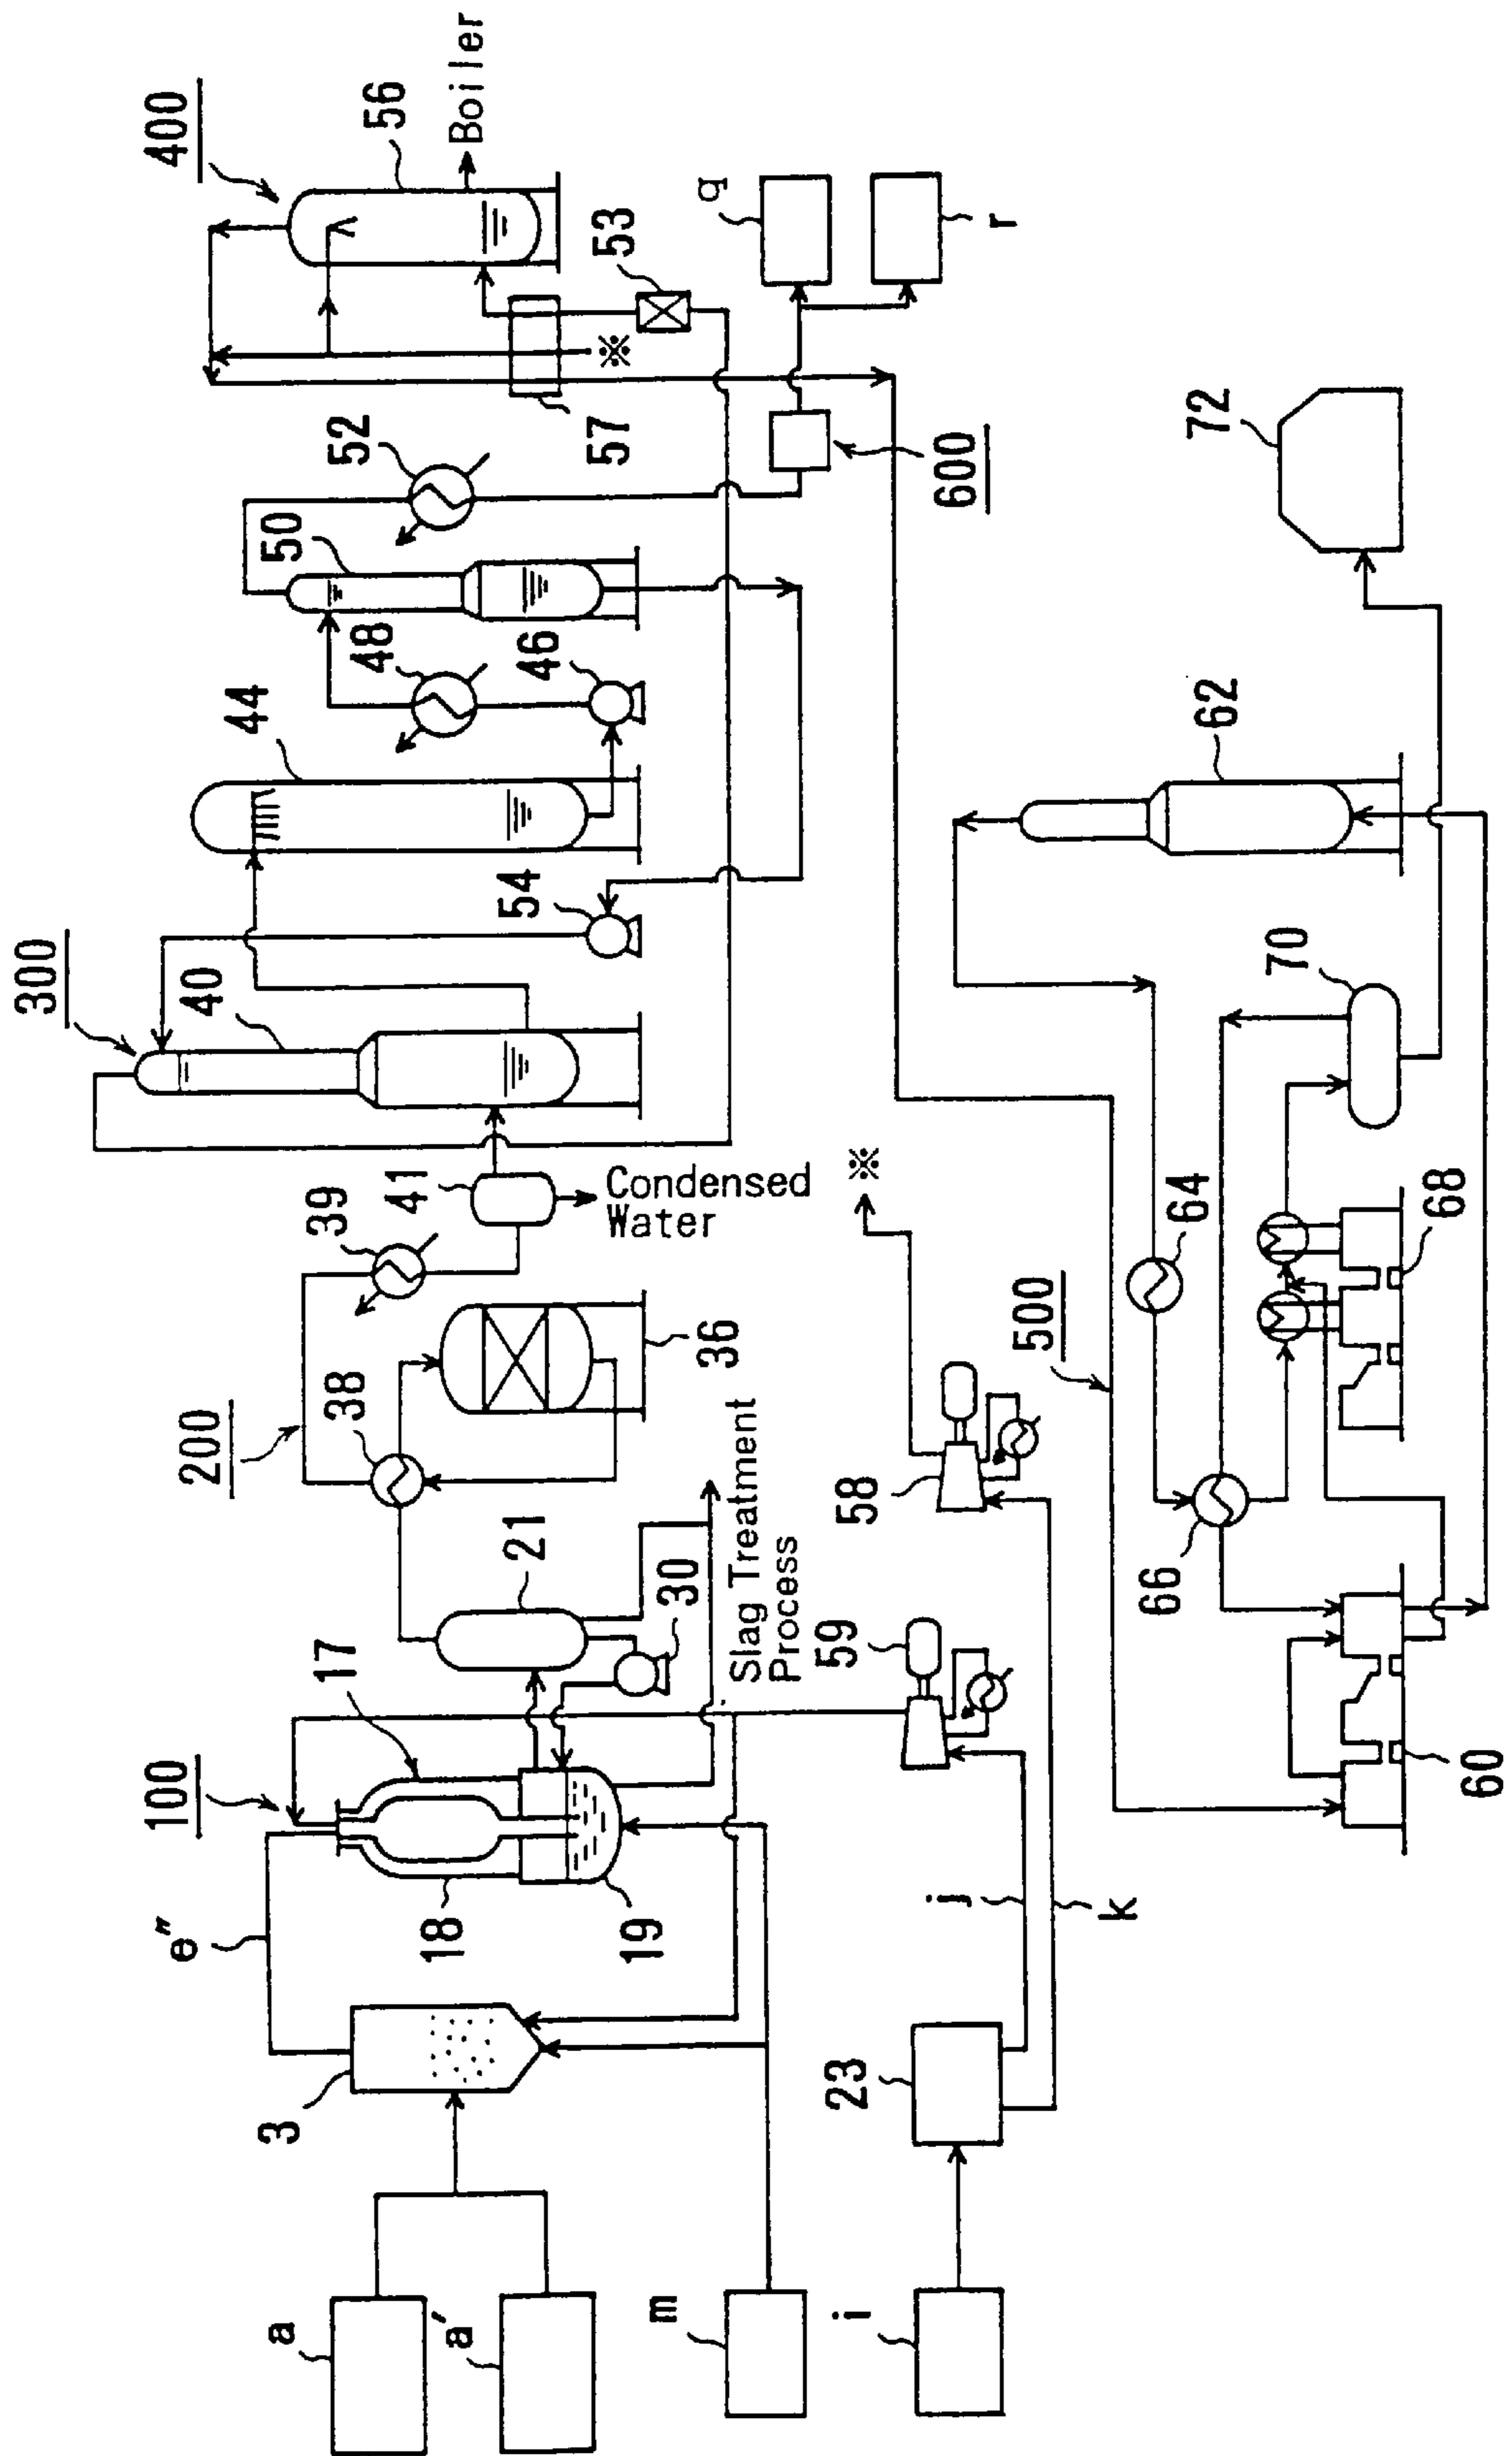 100
200
300
400
e″
17
38
39
40
44
50
52
56
Boiler
3
18
19
21
36
41
48
46
54
57
53
30
Condensed
Water
Slag Treatment
Process
a
a′
m
i
23
j
k
59
58
※
※
600
q
r
500
64
62
66
70
72
60
68